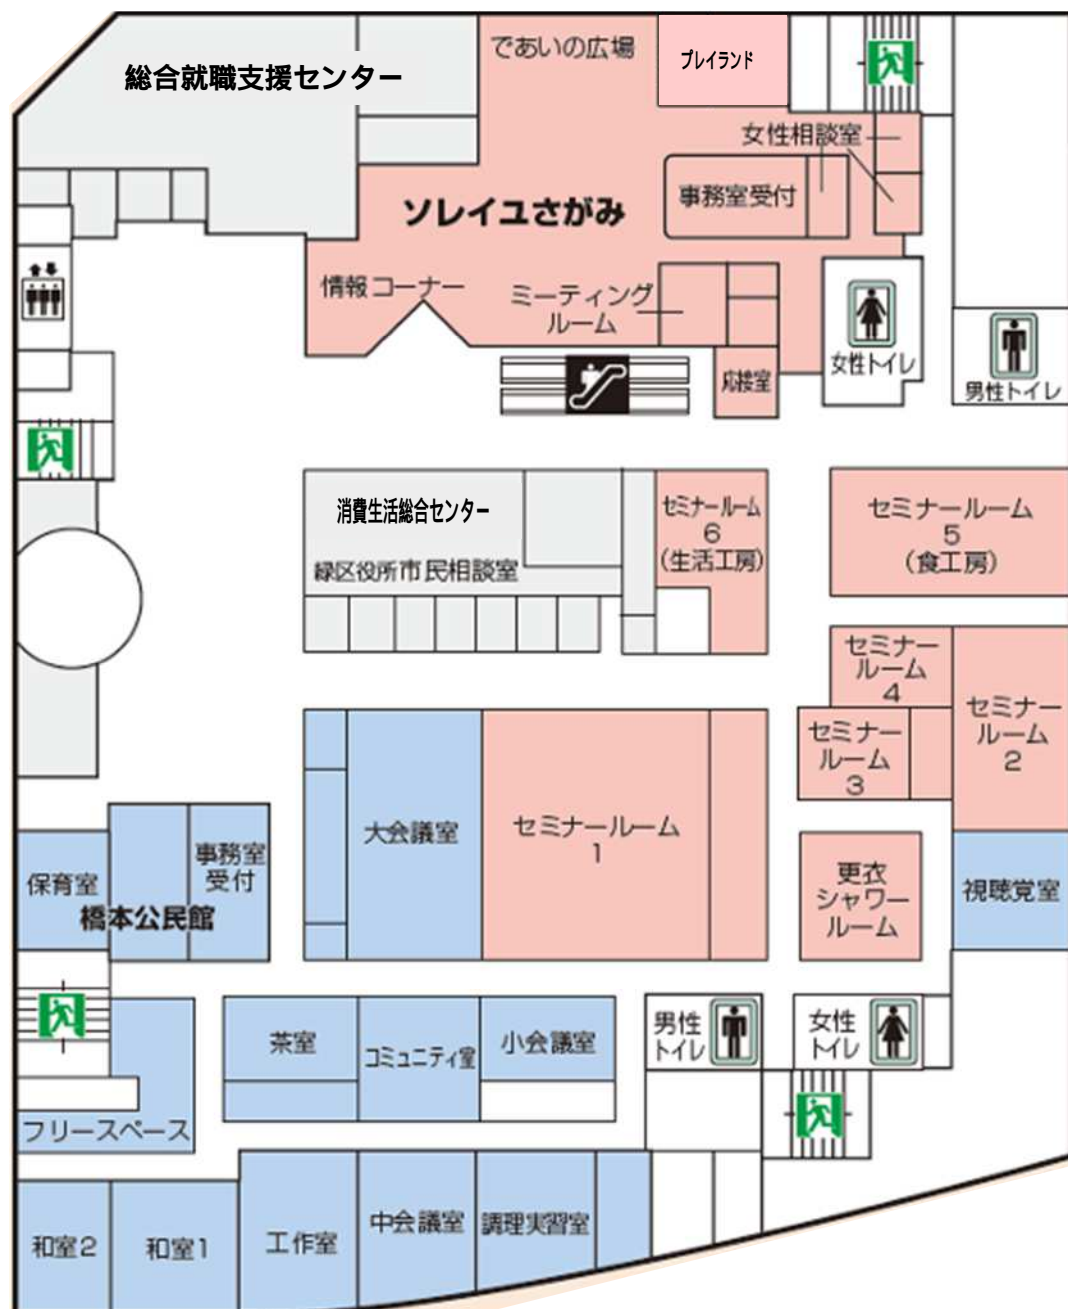 であいの広場
プレイランド
総合就職支援センター
女性相談室
事務室受付
ソレイユさがみ
情報コーナー
ミーティング
ルーム
女性トイレ
応接室
男性トイレ
消費生活総合センター
緑区役所市民相談室
セミナールーム
6
(生活工房)
セミナールーム
5
(食工房)
セミナー
ルーム
4
セミナー
ルーム
2
セミナー
ルーム
3
大会議室
セミナールーム
1
事務室
受付
保育室
橋本公民館
更衣
シャワー
ルーム
視聴覚室
茶室
コミュニティ室
小会議室
男性
トイレ
女性
トイレ
フリースペース
和室2
和室1
工作室
中会議室
調理実習室